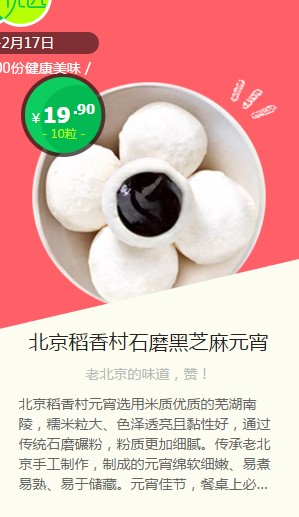 -2月17日
00份健康美味 /
¥19.90
- 10粒 -
北京稻香村石磨黑芝麻元宵
老北京的味道，赞！
北京稻香村元宵选用米质优质的芜湖南
陵，糯米粒大、色泽透亮且黏性好，通过
传统石磨碾粉，粉质更加细腻。传承老北
京手工制作，制成的元宵绵软细嫩、易煮
易熟、易于储藏。元宵佳节，餐桌上必...